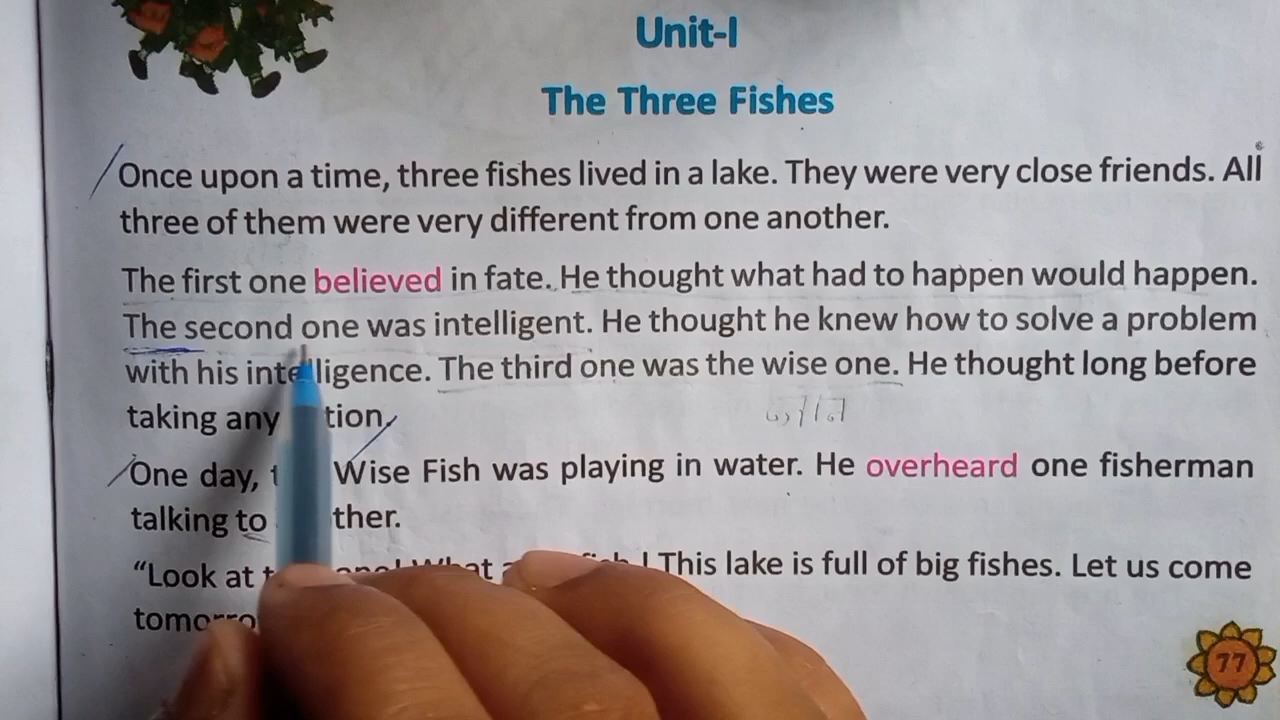 Unit-I
The Three Fishes
Once upon a time, three fishes lived in a lake. They were very close friends. All
three of them were very different from one another.
The first one believed in fate. He thought what had to happen would happen.
The second one was intelligent. He thought he knew how to solve a problem
with his intelligence. The third one was the wise one. He thought long before
taking any tion.
One day, Wise Fish was playing in water. He overheard one fisherman
talking to ther.
“Look at This lake is full of big fishes. Let us come
77